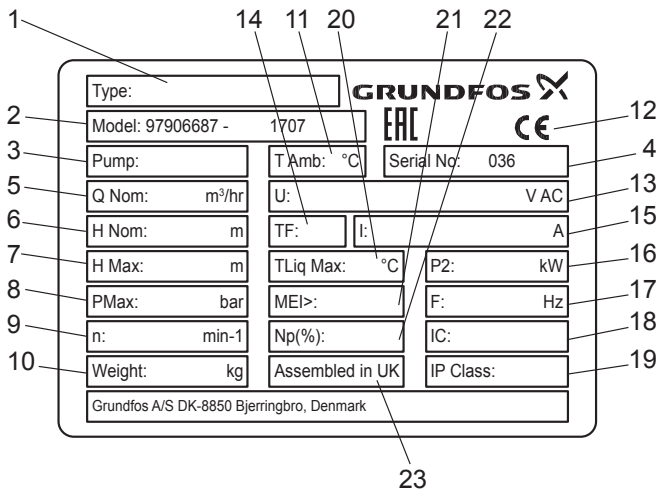 1 14 11 20 21 22
Type: GRUNDFOS
2 Model: 97906687 - 1707 EAC CE 12
3 Pump: T Amb: °C Serial No: 036 4
5 Q Nom: m³/hr U: V AC 13
6 H Nom: m TF: I: A 15
7 H Max: m TLiq Max: °C P2: kW 16
8 PMax: bar MEI>: F: Hz 17
9 n: min-1 Np(%): IC: 18
10 Weight: kg Assembled in UK IP Class: 19
Grundfos A/S DK-8850 Bjerringbro, Denmark
23